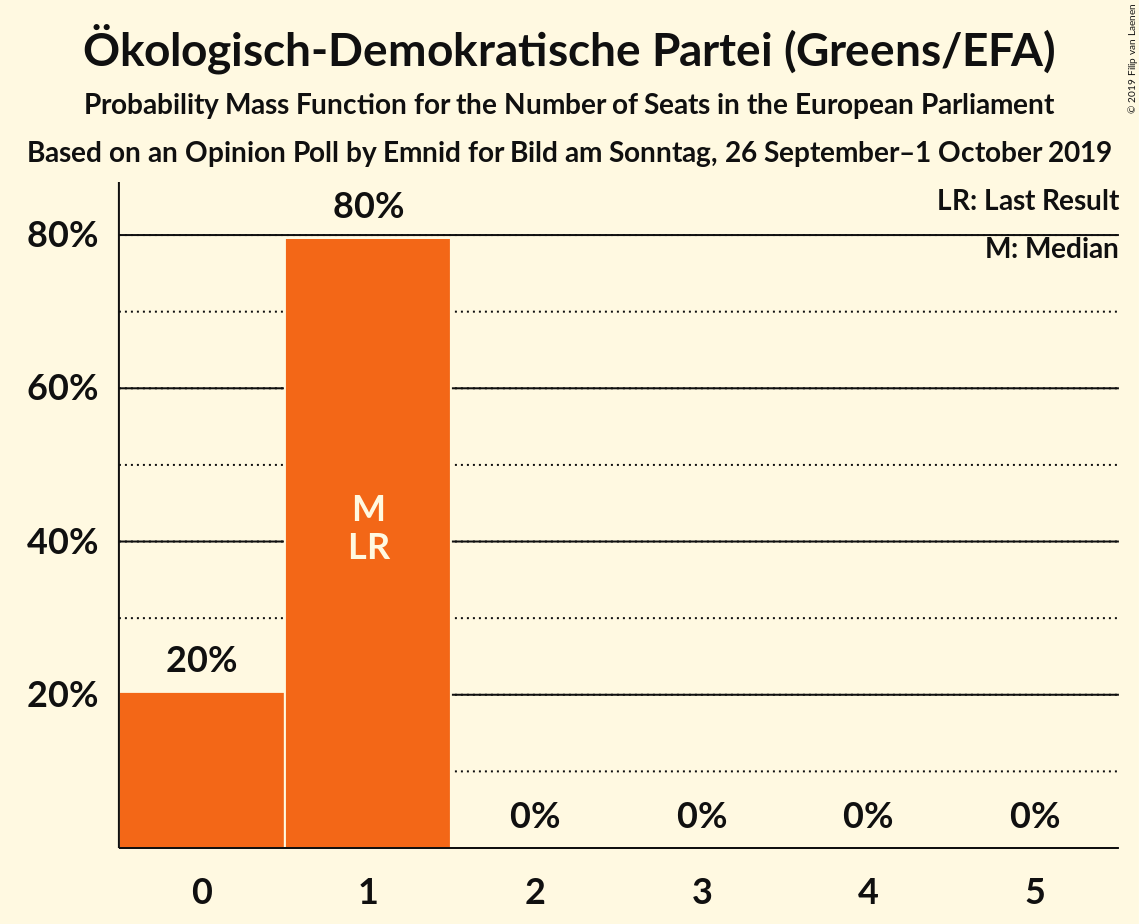 Ökologisch-Demokratische Partei (Greens/EFA)
Probability Mass Function for the Number of Seats in the European Parliament
Based on an Opinion Poll by Emnid for Bild am Sonntag, 26 September–1 October 2019
© 2019 Filip van Laenen
LR: Last Result
M: Median
80%
60%
40%
20%
20%
80%
M
LR
0%
0%
0%
0%
0
1
2
3
4
5